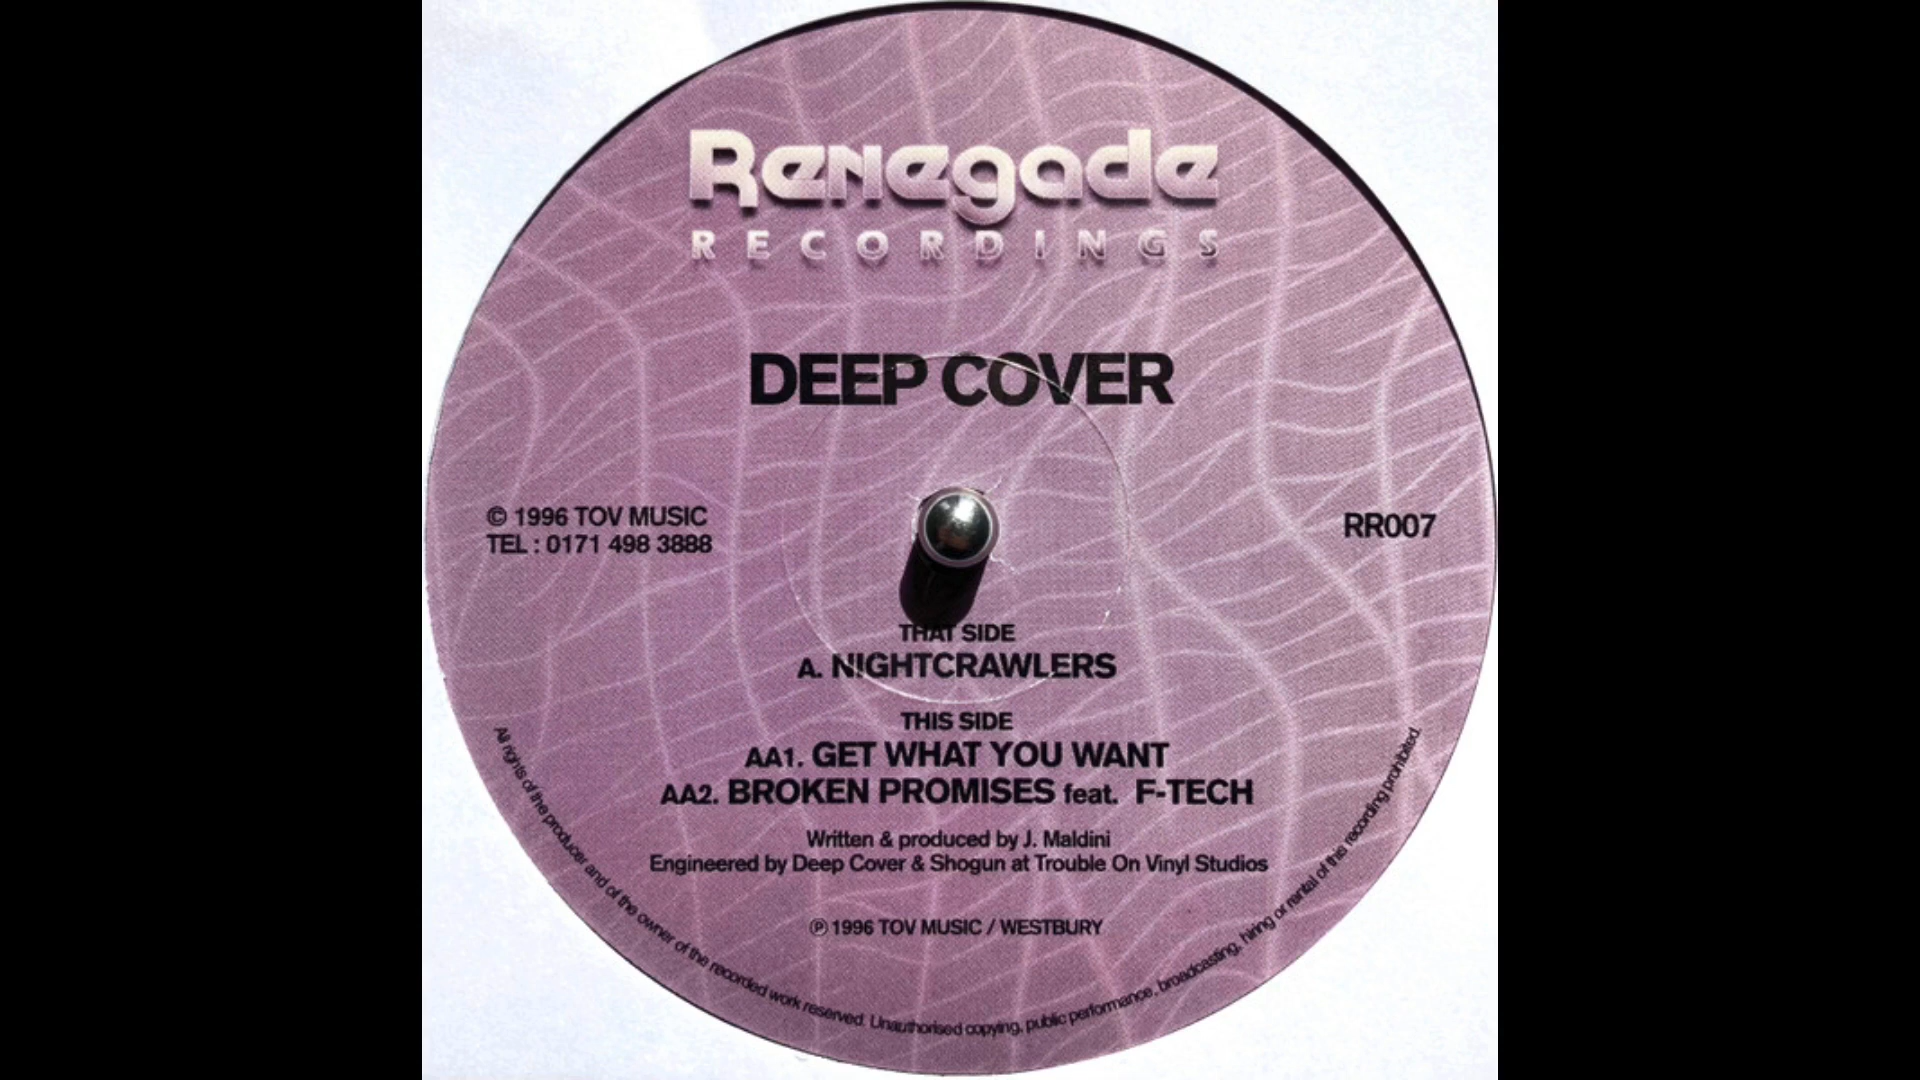 Renegade
RECORDINGS
DEEP COVER
© 1996 TOV MUSIC
TEL : 0171 498 3888
RR007
THAT SIDE
A. NIGHTCRAWLERS
THIS SIDE
AA1. GET WHAT YOU WANT
AA2. BROKEN PROMISES feat. F-TECH
Written & produced by J. Maldini
Engineered by Deep Cover & Shogun at Trouble On Vinyl Studios
℗ 1996 TOV MUSIC / WESTBURY
All rights of the producer and of the owner of the recorded work reserved. Unauthorised copying, public performance, broadcasting, hiring or rental of this recording prohibited.